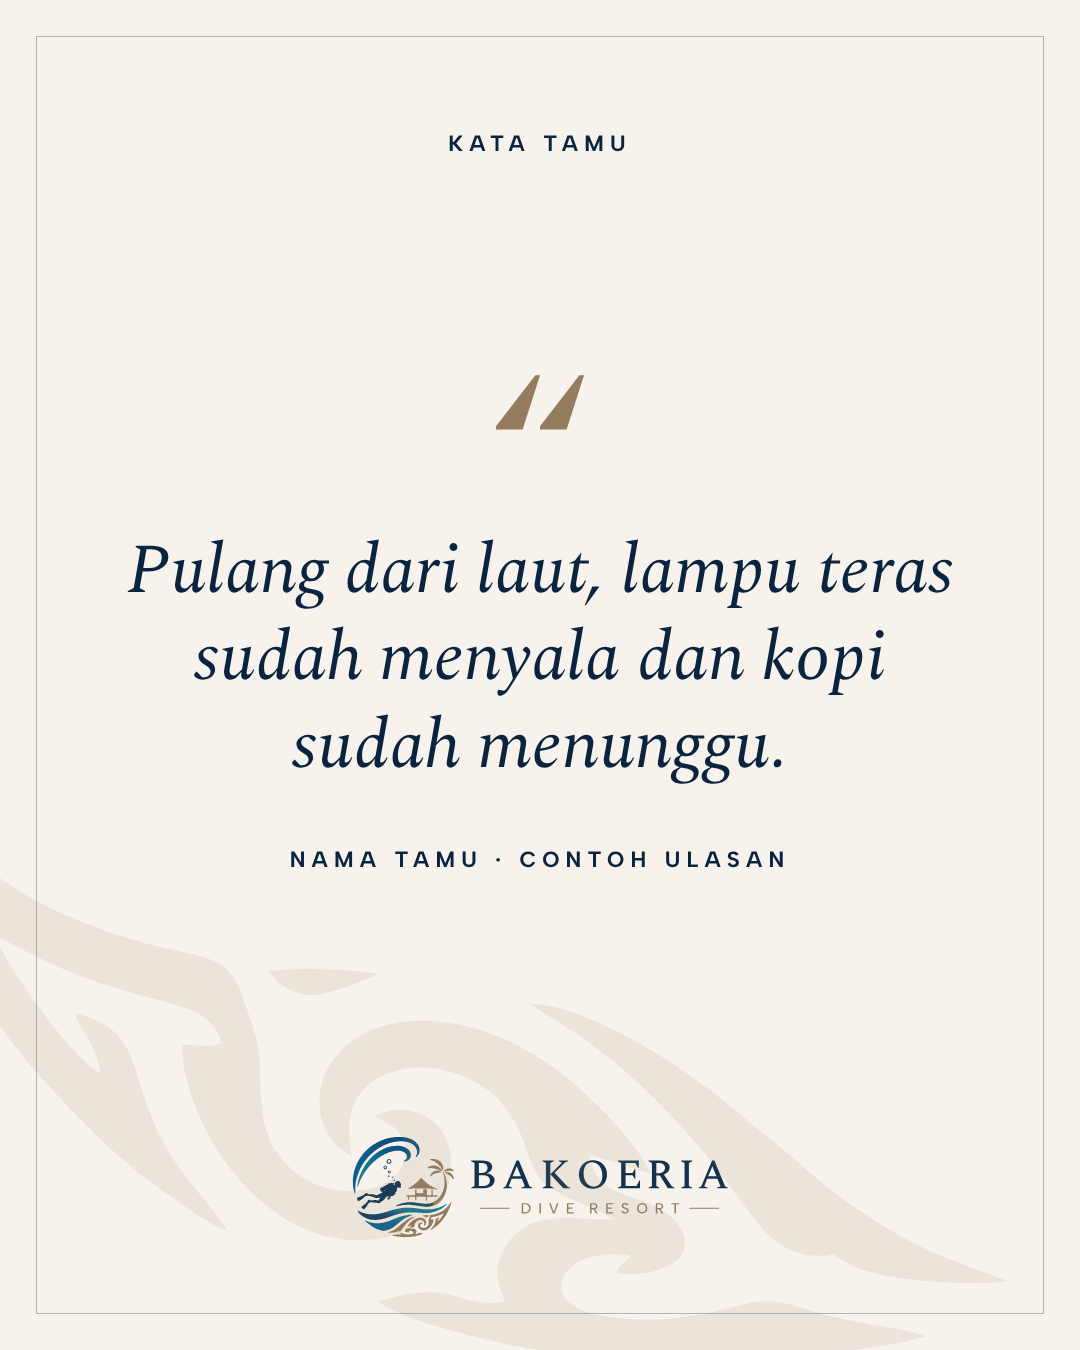 KATA TAMU
“
Pulang dari laut, lampu teras
sudah menyala dan kopi
sudah menunggu.
NAMA TAMU · CONTOH ULASAN
BAKOERIA
DIVE RESORT